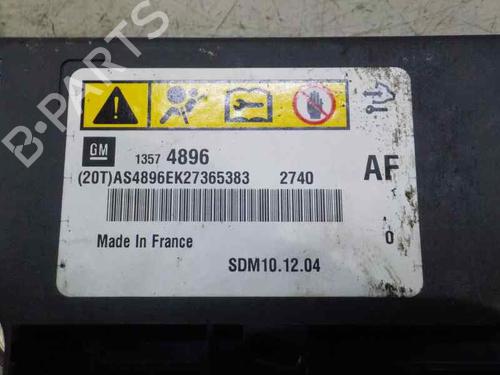 B-PARTS
GM 1357 4896
(20T)AS4896EK27365383 2740 AF
0
Made In France
SDM10.12.04